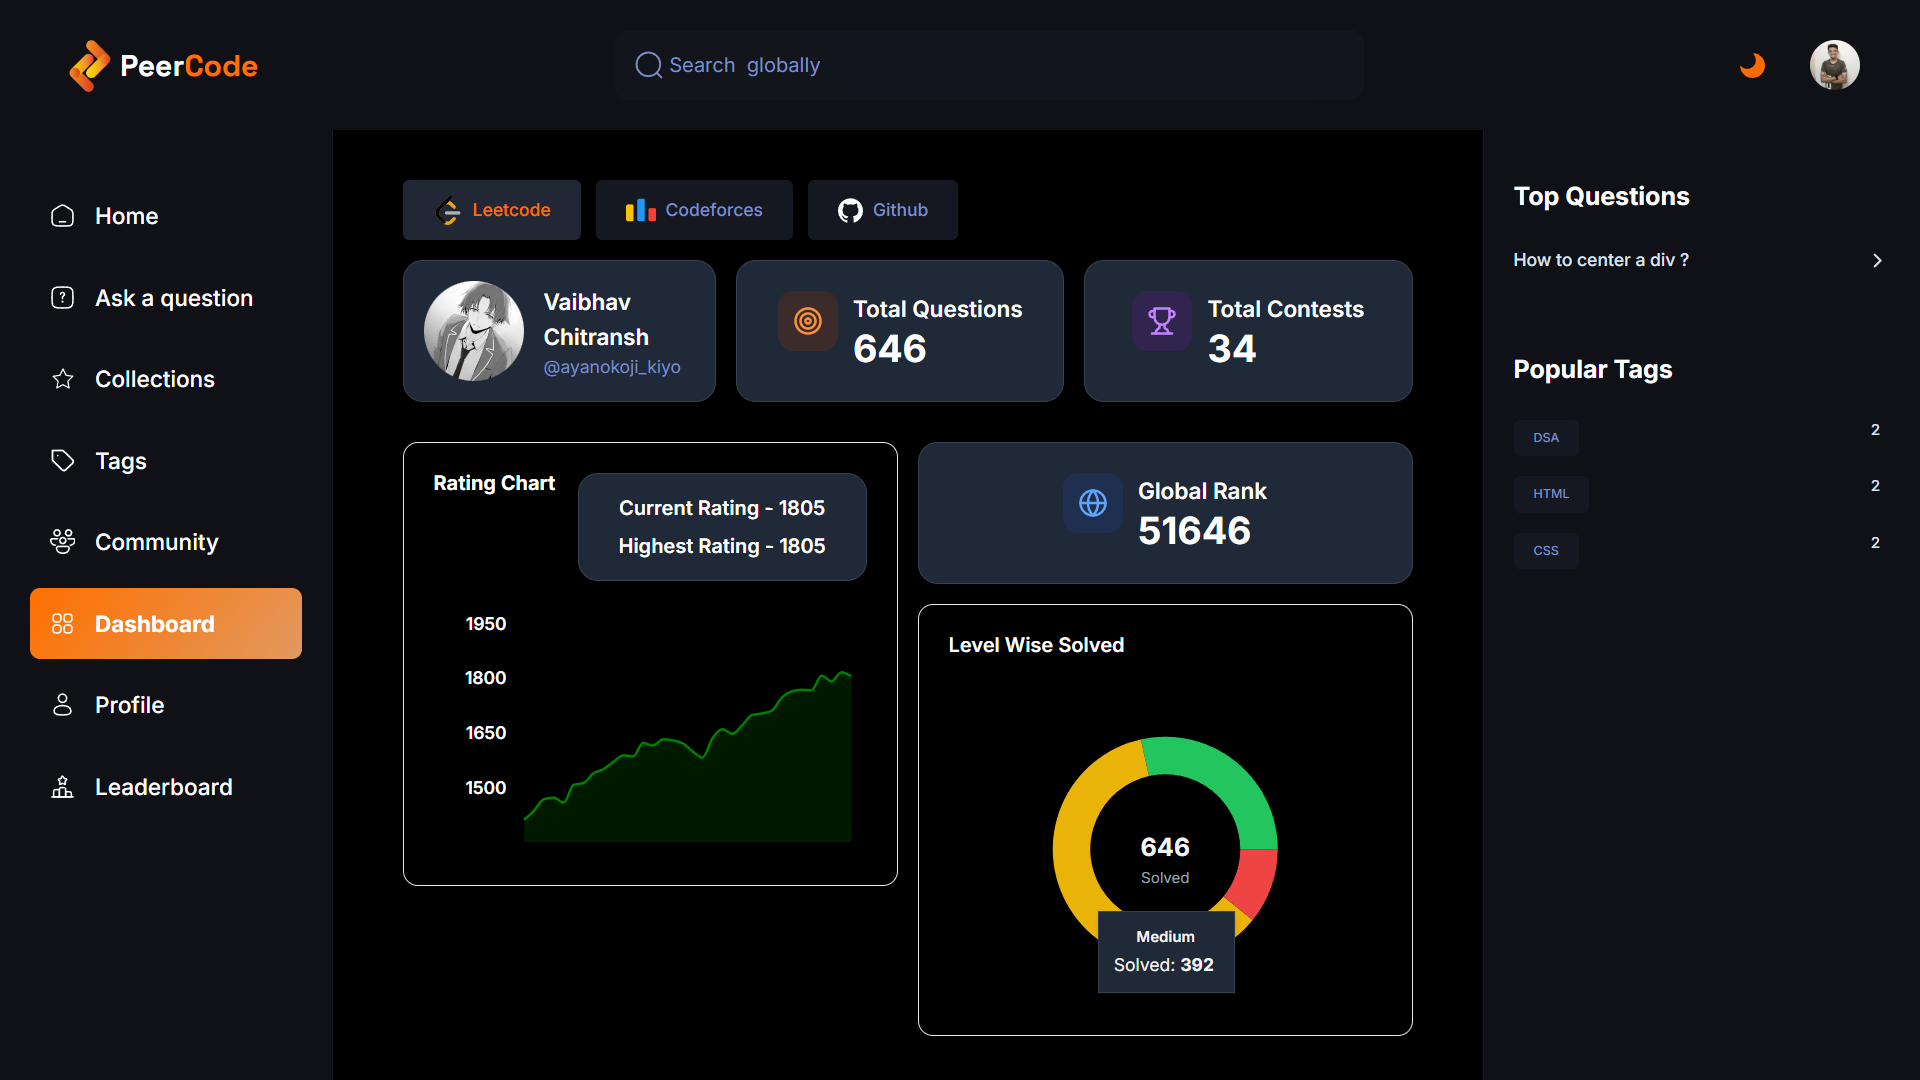 PeerCode
Search globally
Home
Ask a question
Collections
Tags
Community
Dashboard
Profile
Leaderboard
Leetcode
Codeforces
Github
Vaibhav
Chitransh
@ayanokoji_kiyo
Total Questions
646
Total Contests
34
Rating Chart
Current Rating - 1805
Highest Rating - 1805
1950
1800
1650
1500
Global Rank
51646
Level Wise Solved
646
Solved
Medium
Solved: 392
Top Questions
How to center a div ?
Popular Tags
DSA 2
HTML 2
CSS 2